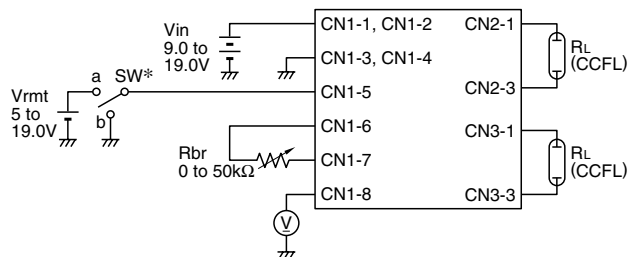 Vin
9.0 to
19.0V
CN1-1, CN1-2
CN2-1
RL
(CCFL)
CN1-3, CN1-4
a
SW*
Vrmt
5 to
19.0V
b
CN1-5
CN2-3
CN1-6
CN3-1
Rbr
0 to 50kΩ
CN1-7
RL
(CCFL)
CN1-8
CN3-3
V